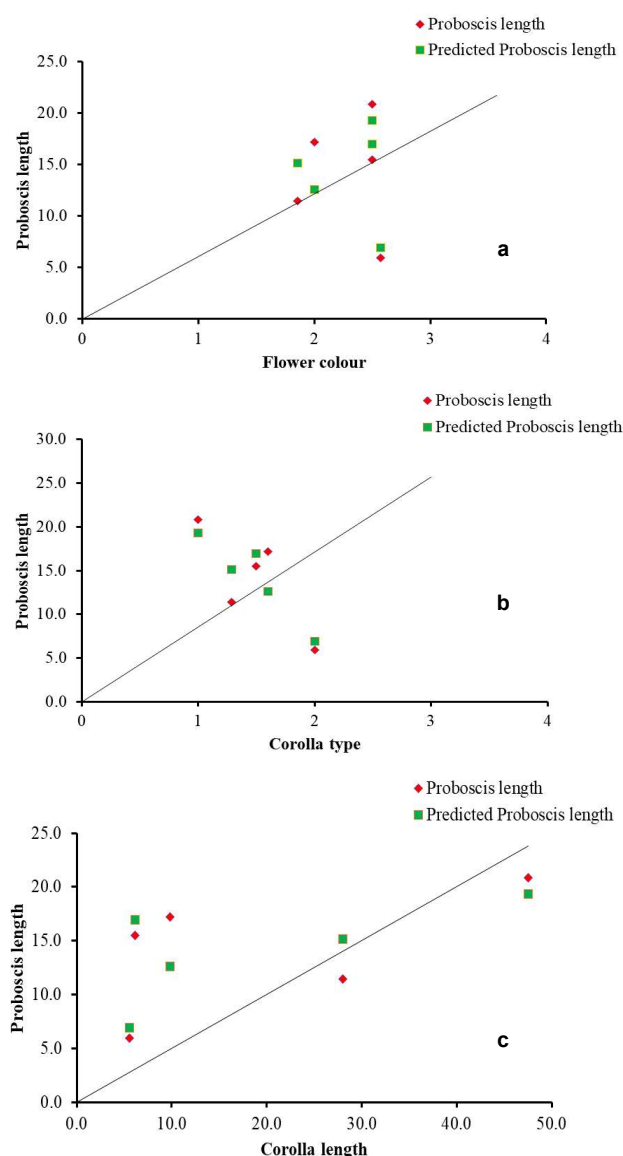 Proboscis length
Predicted Proboscis length
25.0
20.0
15.0
10.0
5.0
0.0
Proboscis length
a
0 1 2 3 4
Flower colour
Proboscis length
Predicted Proboscis length
30.0
25.0
20.0
15.0
10.0
5.0
0.0
Proboscis length
b
0 1 2 3 4
Corolla type
Proboscis length
Predicted Proboscis length
25.0
20.0
15.0
10.0
5.0
0.0
Proboscis length
c
0.0 10.0 20.0 30.0 40.0 50.0
Corolla length